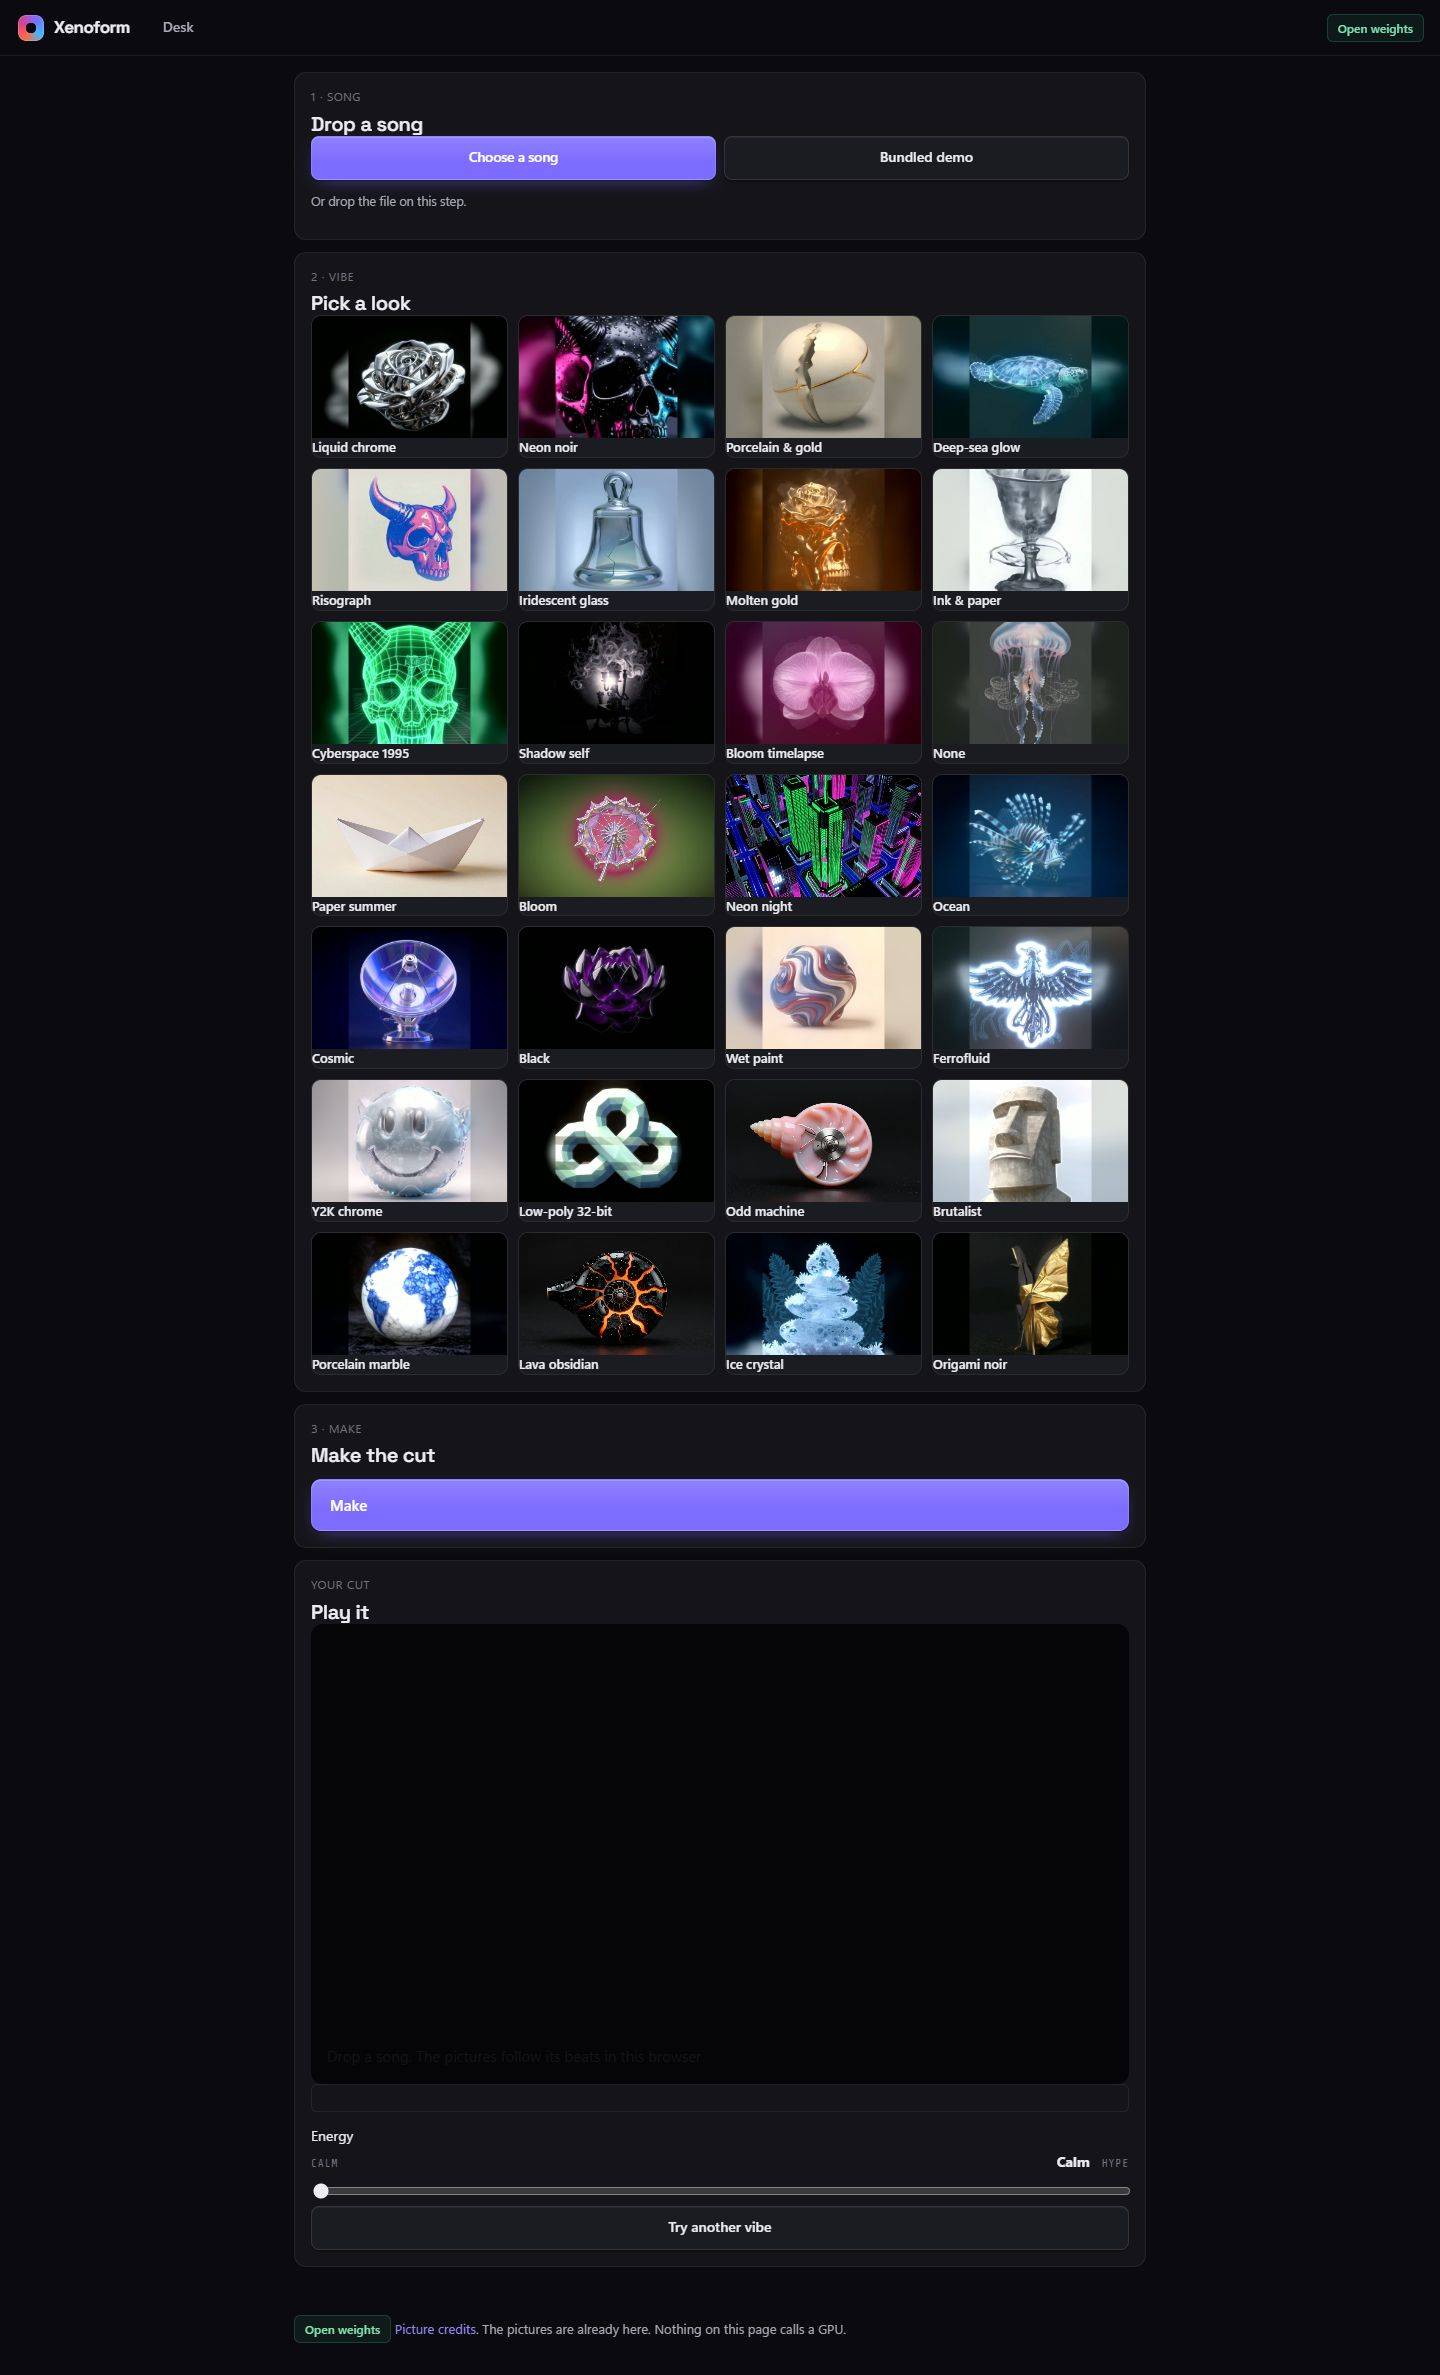 Xenoform
Desk
Open weights
1 · SONG
Drop a song
Choose a song
Bundled demo
Or drop the file on this step.
2 · VIBE
Pick a look
Liquid chrome
Neon noir
Porcelain & gold
Deep-sea glow
Risograph
Iridescent glass
Molten gold
Ink & paper
Cyberspace 1995
Shadow self
Bloom timelapse
None
Paper summer
Bloom
Neon night
Ocean
Cosmic
Black
Wet paint
Ferrofluid
Y2K chrome
Low-poly 32-bit
Odd machine
Brutalist
Porcelain marble
Lava obsidian
Ice crystal
Origami noir
3 · MAKE
Make the cut
Make
YOUR CUT
Play it
Drop a song. The pictures follow its beats in this browser
Energy
CALM
Calm
HYPE
Try another vibe
Open weights Picture credits. The pictures are already here. Nothing on this page calls a GPU.